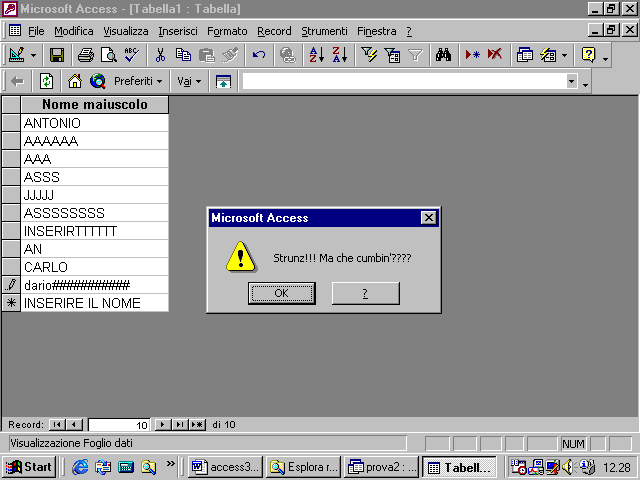 Microsoft Access - [Tabella1 : Tabella]
File Modifica Visualizza Inserisci Formato Record Strumenti Finestra ?
Preferiti Vai
Nome maiuscolo
ANTONIO
AAAAAA
AAA
ASSS
JJJJJ
ASSSSSSSS
INSERIRTTTTTT
AN
CARLO
dario###########
INSERIRE IL NOME
Microsoft Access
Strunz!!! Ma che cumbin'????
OK ?
Record: 10 di 10
Visualizzazione Foglio dati NUM
Start access3... Esplora r... prova2 : ... Tabell... 12.28